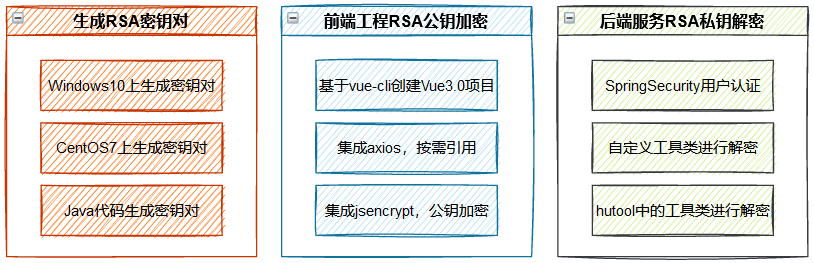 生成RSA密钥对
Windows10上生成密钥对
CentOS7上生成密钥对
Java代码生成密钥对
前端工程RSA公钥加密
基于vue-cli创建Vue3.0项目
集成axios，按需引用
集成jsencrypt，公钥加密
后端服务RSA私钥解密
SpringSecurity用户认证
自定义工具类进行解密
hutool中的工具类进行解密